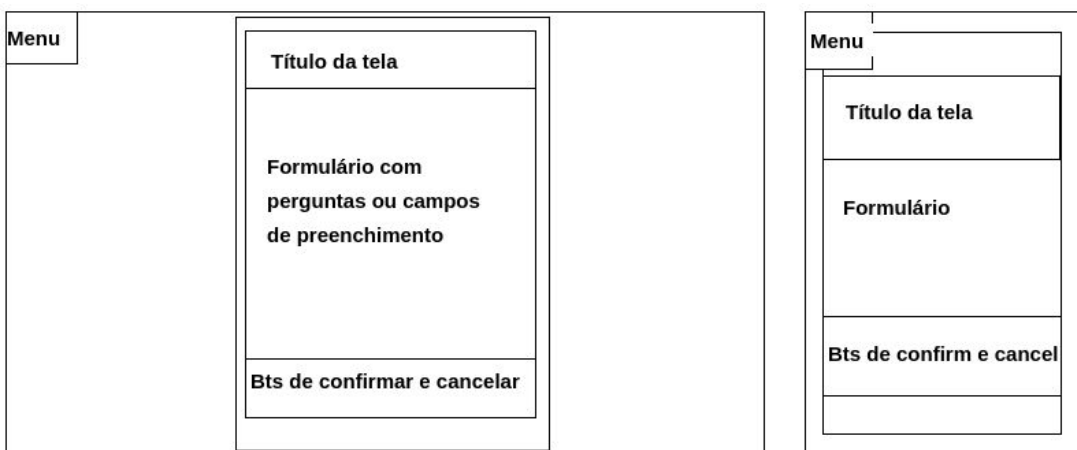 Menu
Título da tela
Formulário com
perguntas ou campos
de preenchimento
Bts de confirmar e cancelar
Menu
Título da tela
Formulário
Bts de confirm e cancel